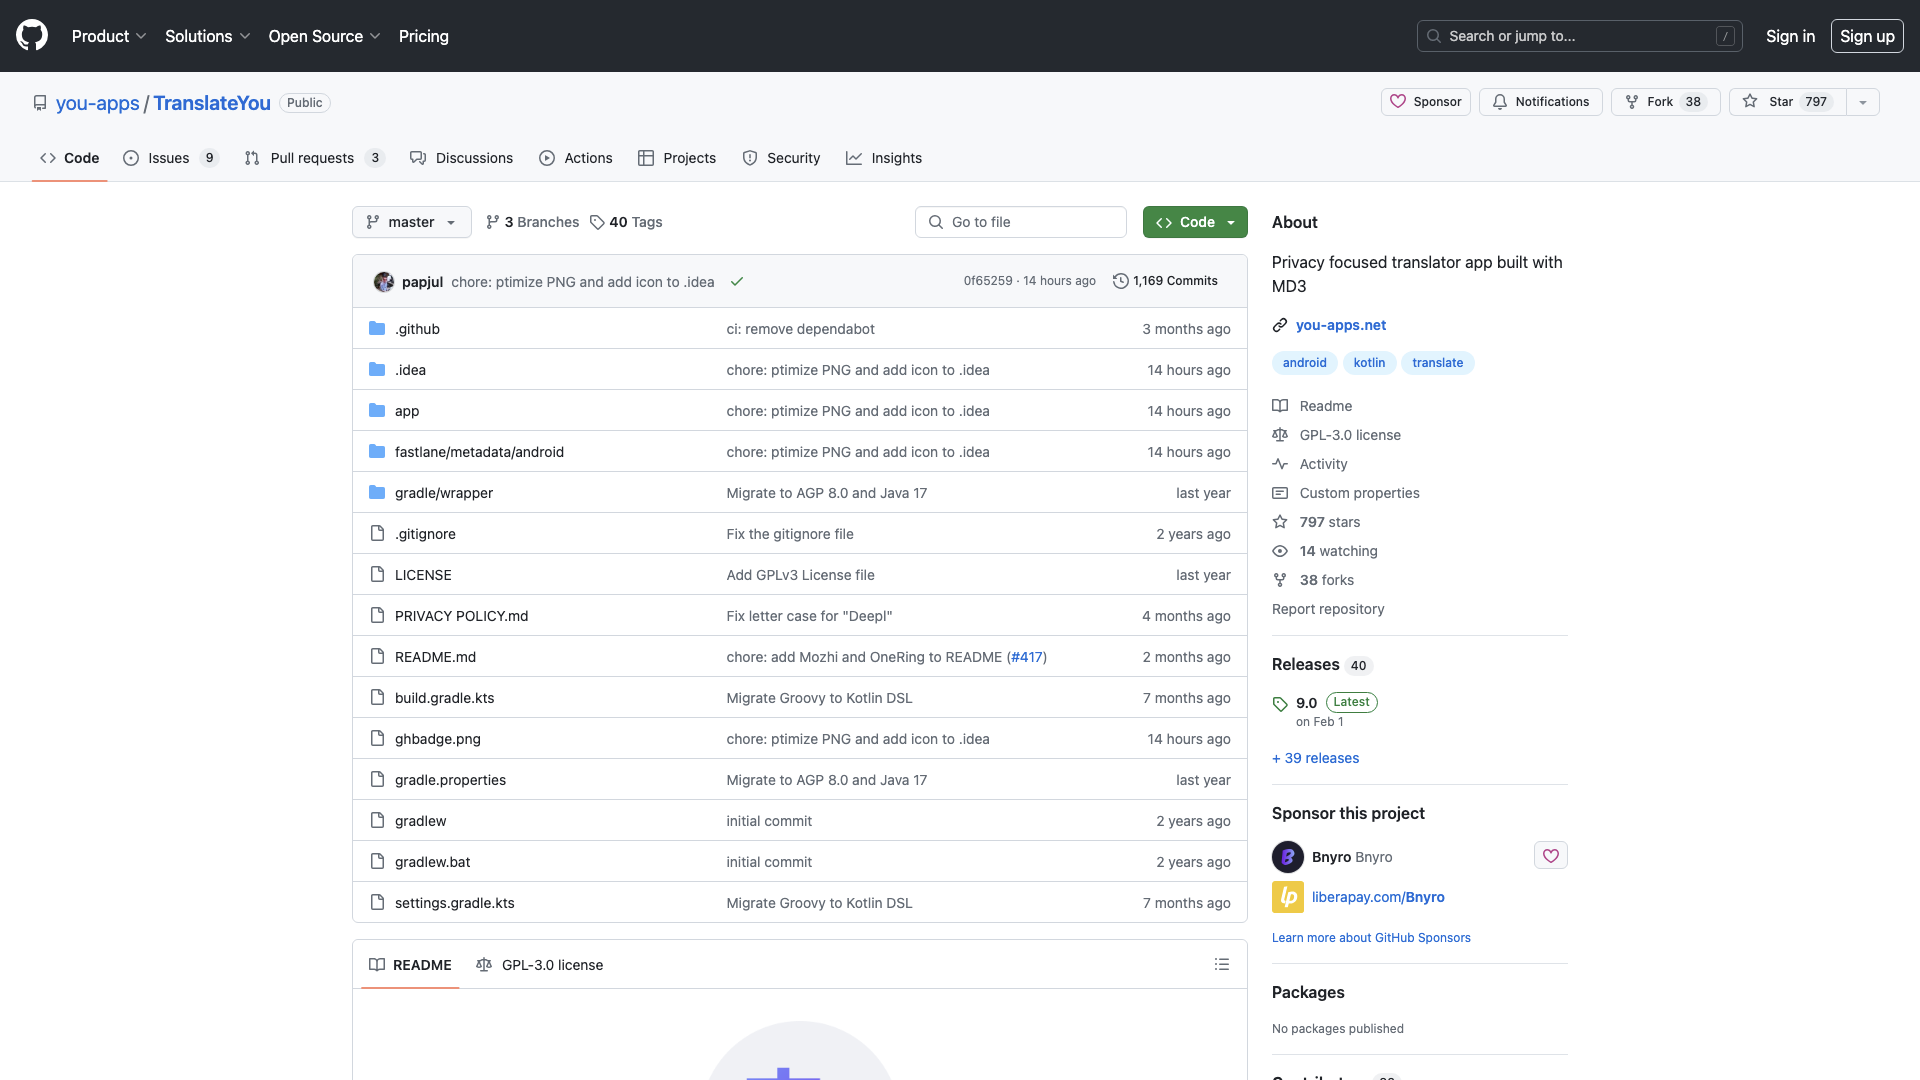 Product Solutions Open Source Pricing Search or jump to... / Sign in Sign up
you-apps / TranslateYou Public Sponsor Notifications Fork 38 Star 797
Code Issues 9 Pull requests 3 Discussions Actions Projects Security Insights
master 3 Branches 40 Tags Go to file Code
papjul chore: ptimize PNG and add icon to .idea 0f65259 · 14 hours ago 1,169 Commits
.github ci: remove dependabot 3 months ago
.idea chore: ptimize PNG and add icon to .idea 14 hours ago
app chore: ptimize PNG and add icon to .idea 14 hours ago
fastlane/metadata/android chore: ptimize PNG and add icon to .idea 14 hours ago
gradle/wrapper Migrate to AGP 8.0 and Java 17 last year
.gitignore Fix the gitignore file 2 years ago
LICENSE Add GPLv3 License file last year
PRIVACY POLICY.md Fix letter case for "Deepl" 4 months ago
README.md chore: add Mozhi and OneRing to README (#417) 2 months ago
build.gradle.kts Migrate Groovy to Kotlin DSL 7 months ago
ghbadge.png chore: ptimize PNG and add icon to .idea 14 hours ago
gradle.properties Migrate to AGP 8.0 and Java 17 last year
gradlew initial commit 2 years ago
gradlew.bat initial commit 2 years ago
settings.gradle.kts Migrate Groovy to Kotlin DSL 7 months ago
README GPL-3.0 license
About
Privacy focused translator app built with
MD3
you-apps.net
android kotlin translate
Readme
GPL-3.0 license
Activity
Custom properties
797 stars
14 watching
38 forks
Report repository
Releases 40
9.0 Latest
on Feb 1
+ 39 releases
Sponsor this project
B Bnyro Bnyro
lp liberapay.com/Bnyro
Learn more about GitHub Sponsors
Packages
No packages published